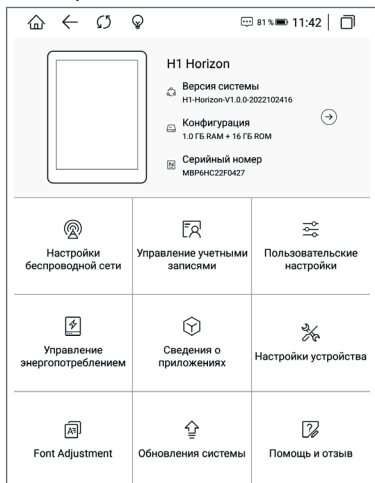 81 % 11:42
H1 Horizon
Версия системы
H1-Horizon-V1.0.0-
2022102416
Конфигурация
1.0 ГБ RAM + 16 ГБ
ROM
Серийный номер
MBP6HC22F0427
Настройки
беспроводной сети
Управление учетными
записями
Пользовательские
настройки
Управление
энергопотреблением
Сведения о
приложениях
Настройки устройства
Font Adjustment
Обновления системы
Помощь и отзыв